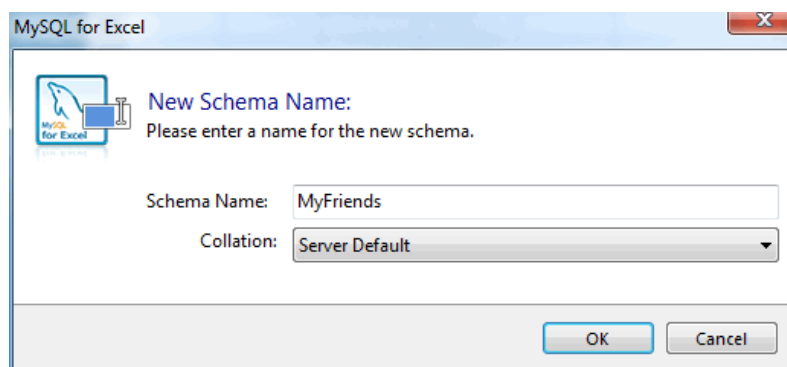 MySQL for Excel
New Schema Name:
Please enter a name for the new schema.
MySQL
for Excel
Schema Name: MyFriends
Collation: Server Default
OK Cancel